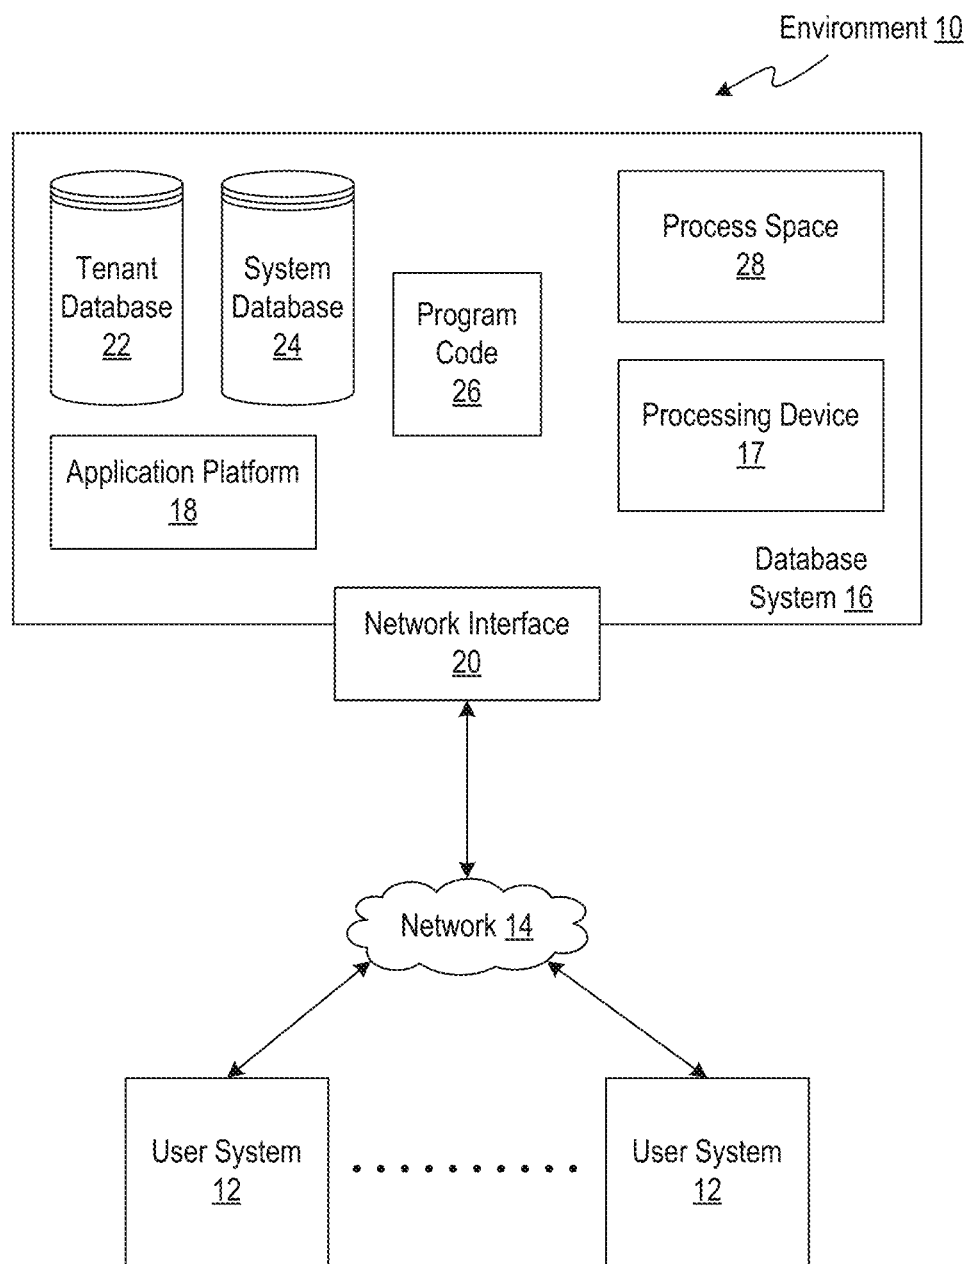 Environment 10
Tenant
Database
22
System
Database
24
Program
Code
26
Process Space
28
Processing Device
17
Application Platform
18
Database
System 16
Network Interface
20
Network 14
User System
12
User System
12